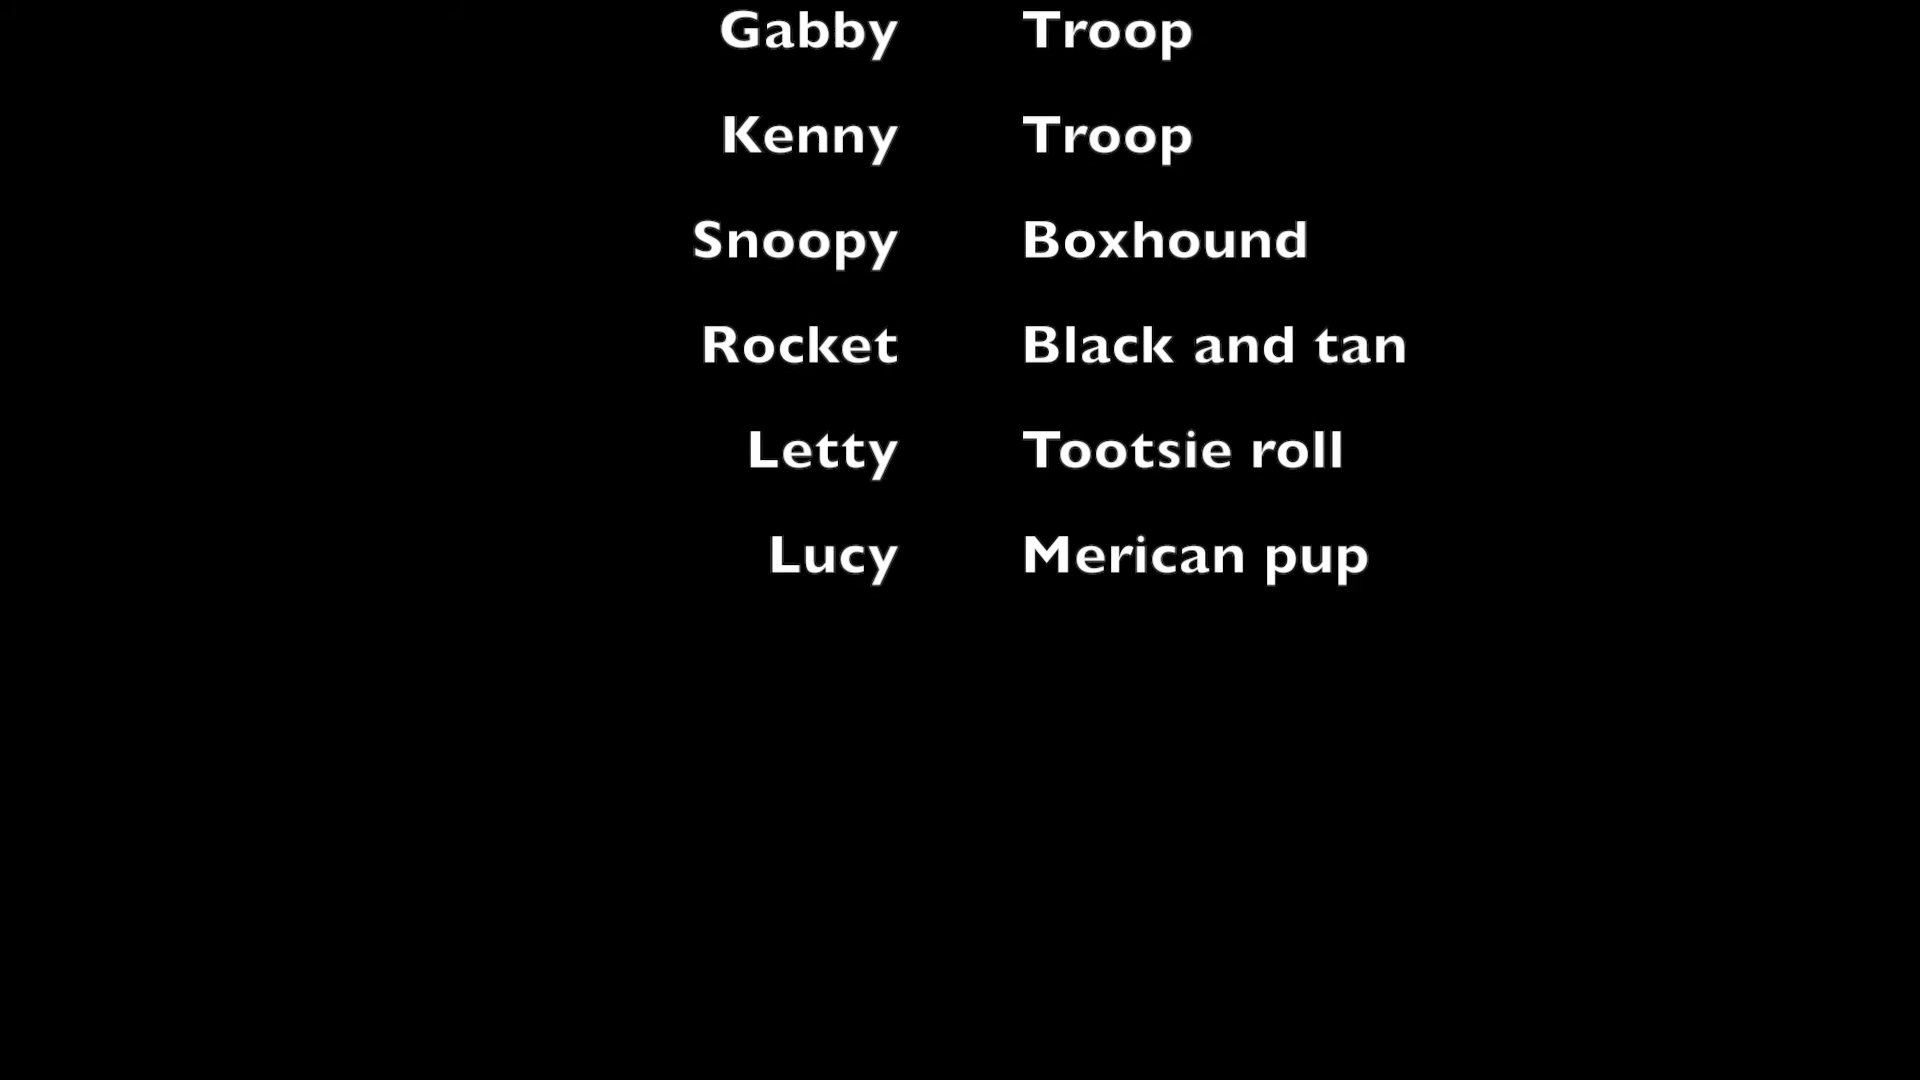 Gabby Troop
Kenny Troop
Snoopy Boxhound
Rocket Black and tan
Letty Tootsie roll
Lucy Merican pup